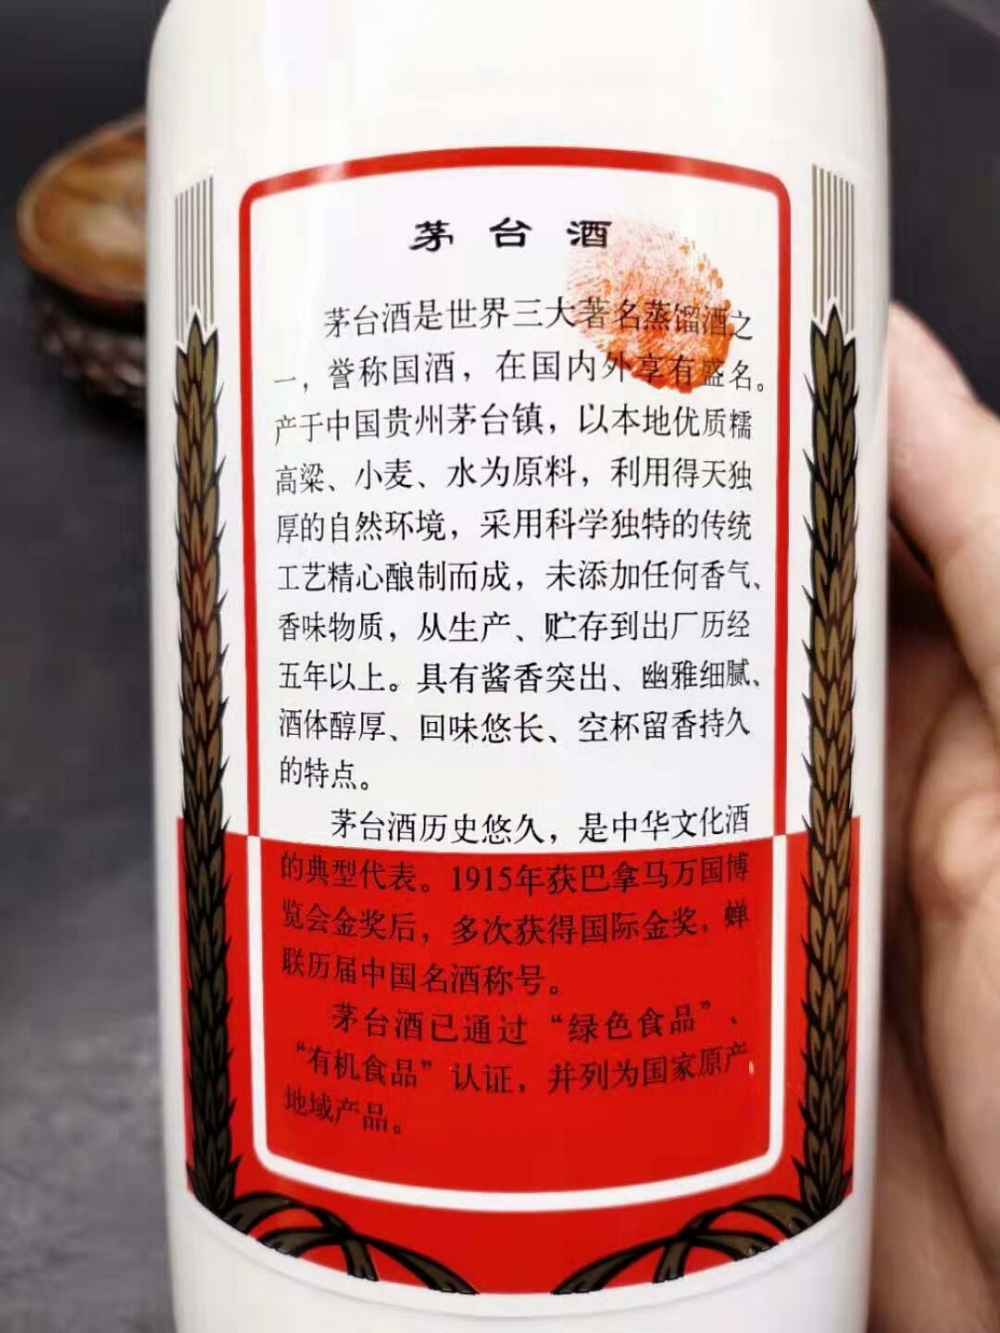 茅台酒
茅台酒是世界三大著名蒸馏酒之
一，誉称国酒，在国内外享有盛名。
产于中国贵州茅台镇，以本地优质糯
高粱、小麦、水为原料，利用得天独
厚的自然环境，采用科学独特的传统
工艺精心酿制而成，未添加任何香气、
香味物质，从生产、贮存到出厂历经
五年以上。具有酱香突出、幽雅细腻、
酒体醇厚、回味悠长、空杯留香持久
的特点。
茅台酒历史悠久，是中华文化酒
的典型代表。1915年获巴拿马万国博
览会金奖后，多次获得国际金奖，蝉
联历届中国名酒称号。
茅台酒已通过“绿色食品”、
“有机食品”认证，并列为国家原产
地域产品。